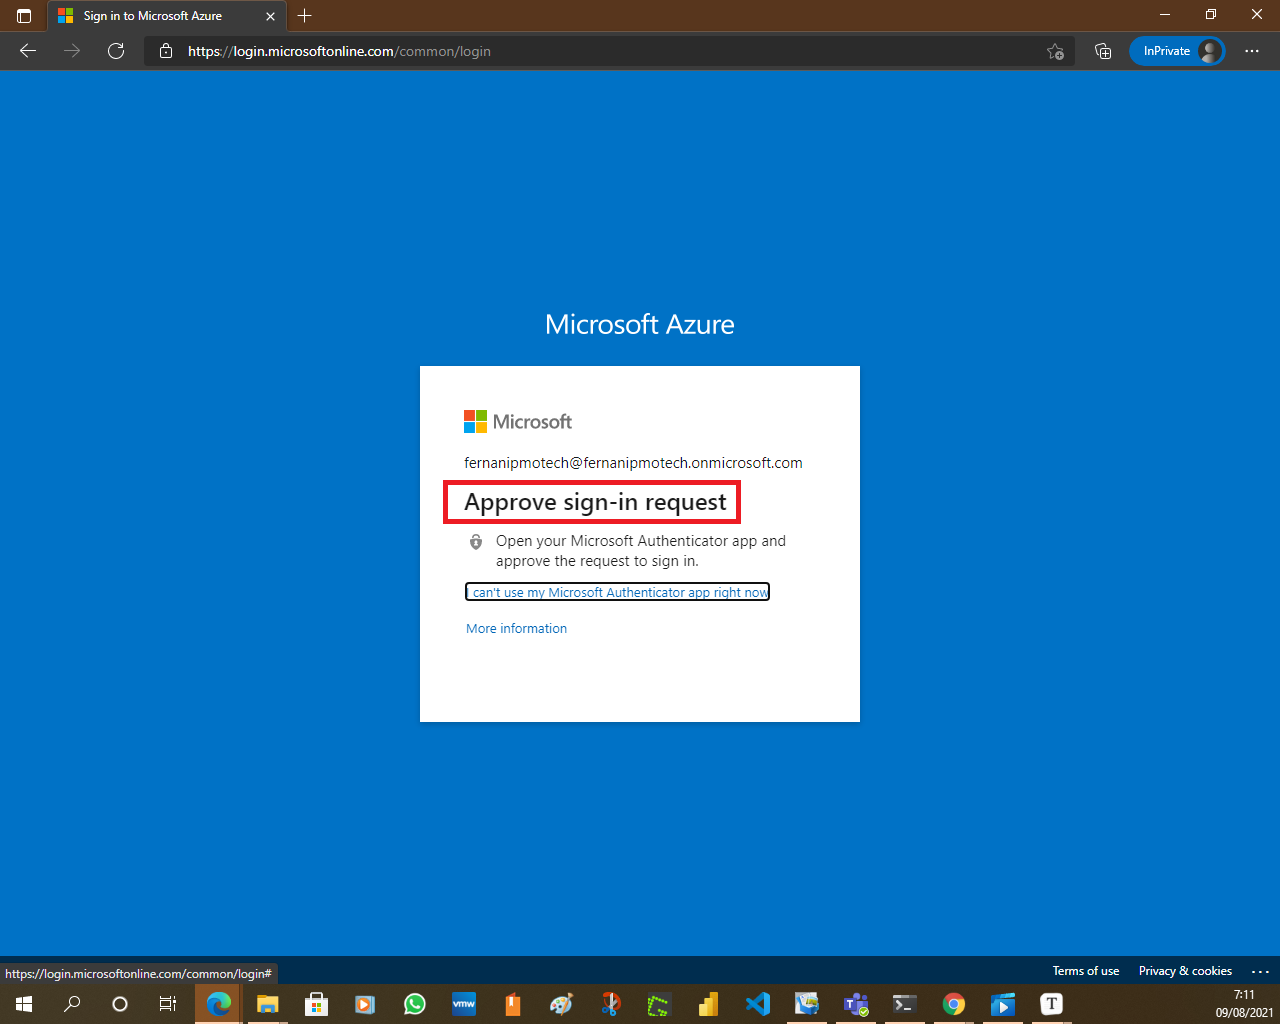 Sign in to Microsoft Azure
https://login.microsoftonline.com/common/login
InPrivate
Microsoft Azure
Microsoft
fernanipmotech@fernanipmotech.onmicrosoft.com
Approve sign-in request
Open your Microsoft Authenticator app and
approve the request to sign in.
I can't use my Microsoft Authenticator app right now
More information
https://login.microsoftonline.com/common/login#
Terms of use
Privacy & cookies
...
vmw
T
7:11
09/08/2021